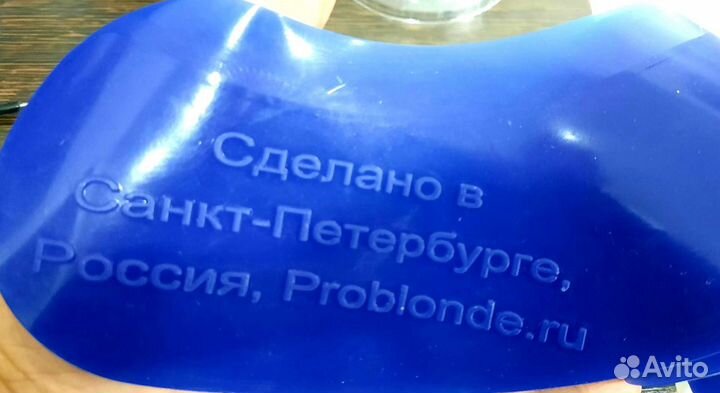 Сделано в
Санкт-Петербурге,
Россия, Problonde.ru
Avito